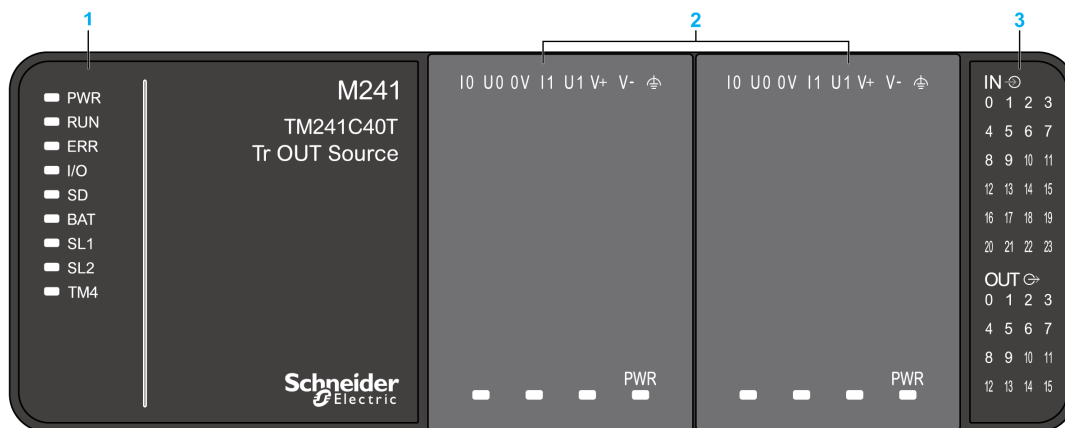 1
2
3
PWR
RUN
ERR
I/O
SD
BAT
SL1
SL2
TM4
M241
TM241C40T
Tr OUT Source
Schneider
Electric
I0 U0 0V I1 U1 V+ V-
PWR
I0 U0 0V I1 U1 V+ V-
PWR
IN
0 1 2 3
4 5 6 7
8 9 10 11
12 13 14 15
16 17 18 19
20 21 22 23
OUT
0 1 2 3
4 5 6 7
8 9 10 11
12 13 14 15